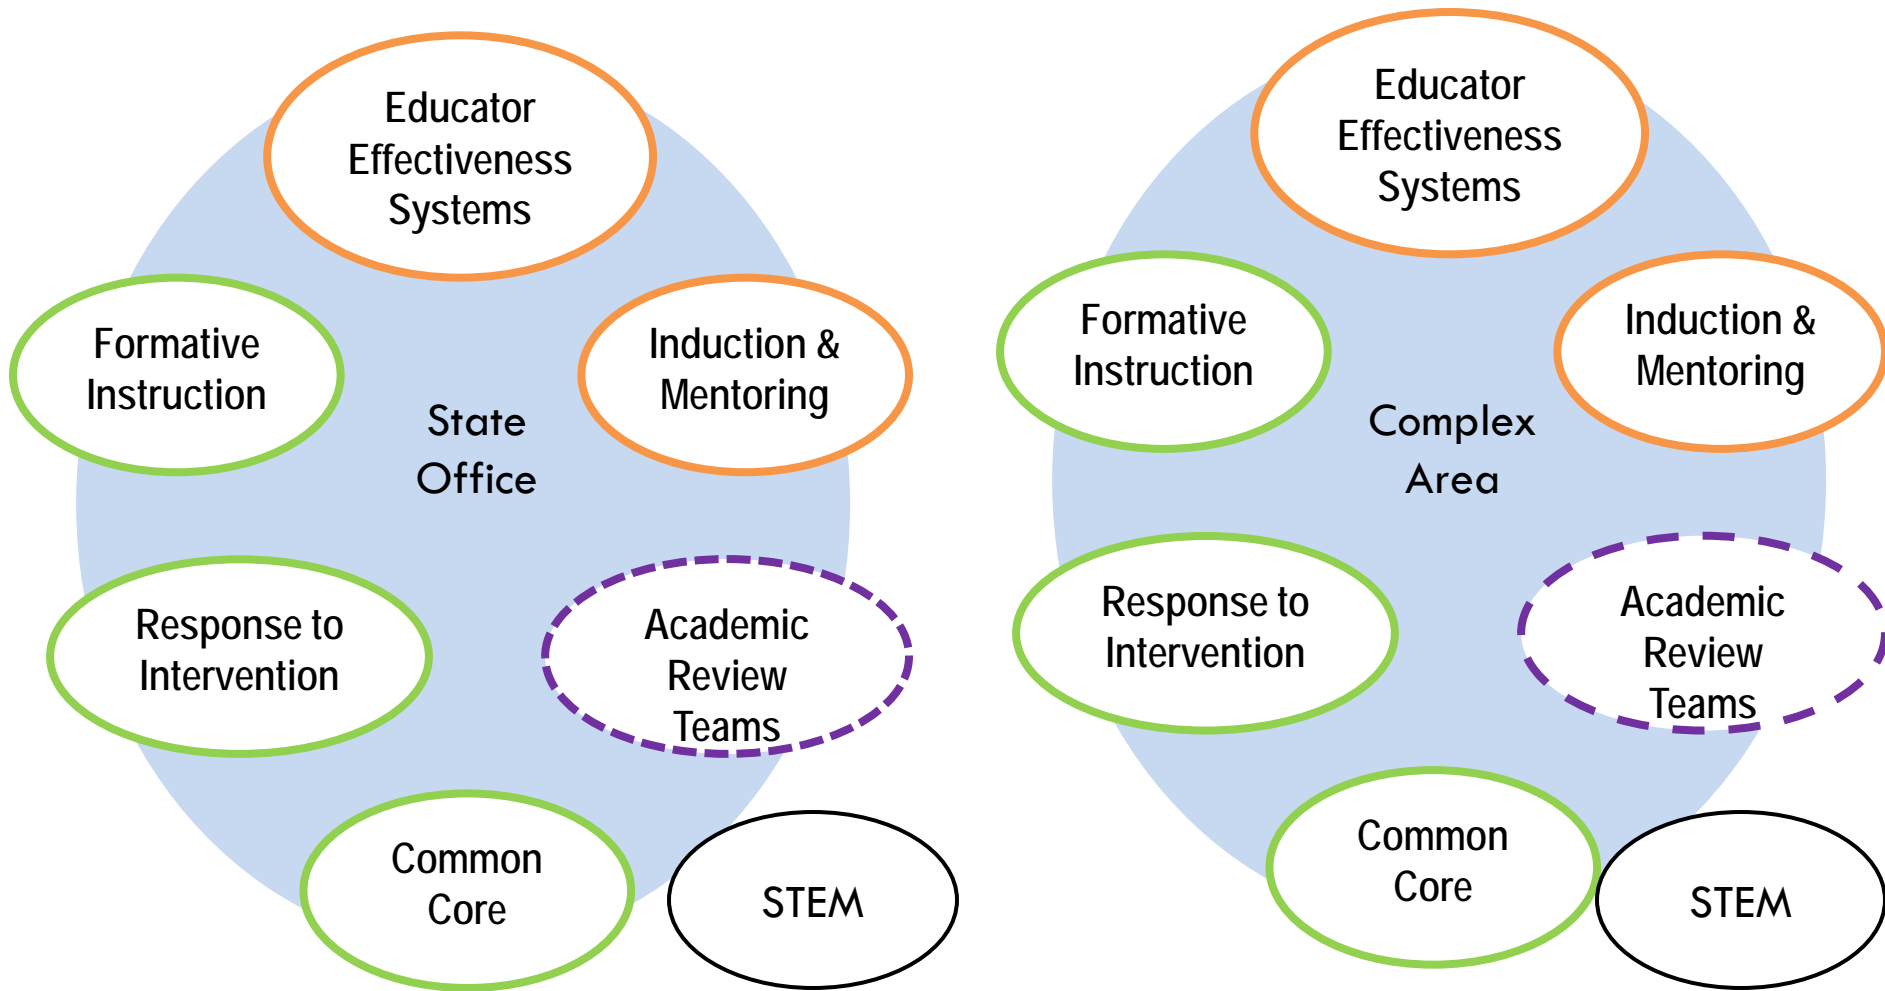 Educator
Effectiveness
Systems
Formative
Instruction
Induction &
Mentoring
State
Office
Response to
Intervention
Academic
Review
Teams
Common
Core
STEM
Educator
Effectiveness
Systems
Formative
Instruction
Induction &
Mentoring
Complex
Area
Response to
Intervention
Academic
Review
Teams
Common
Core
STEM